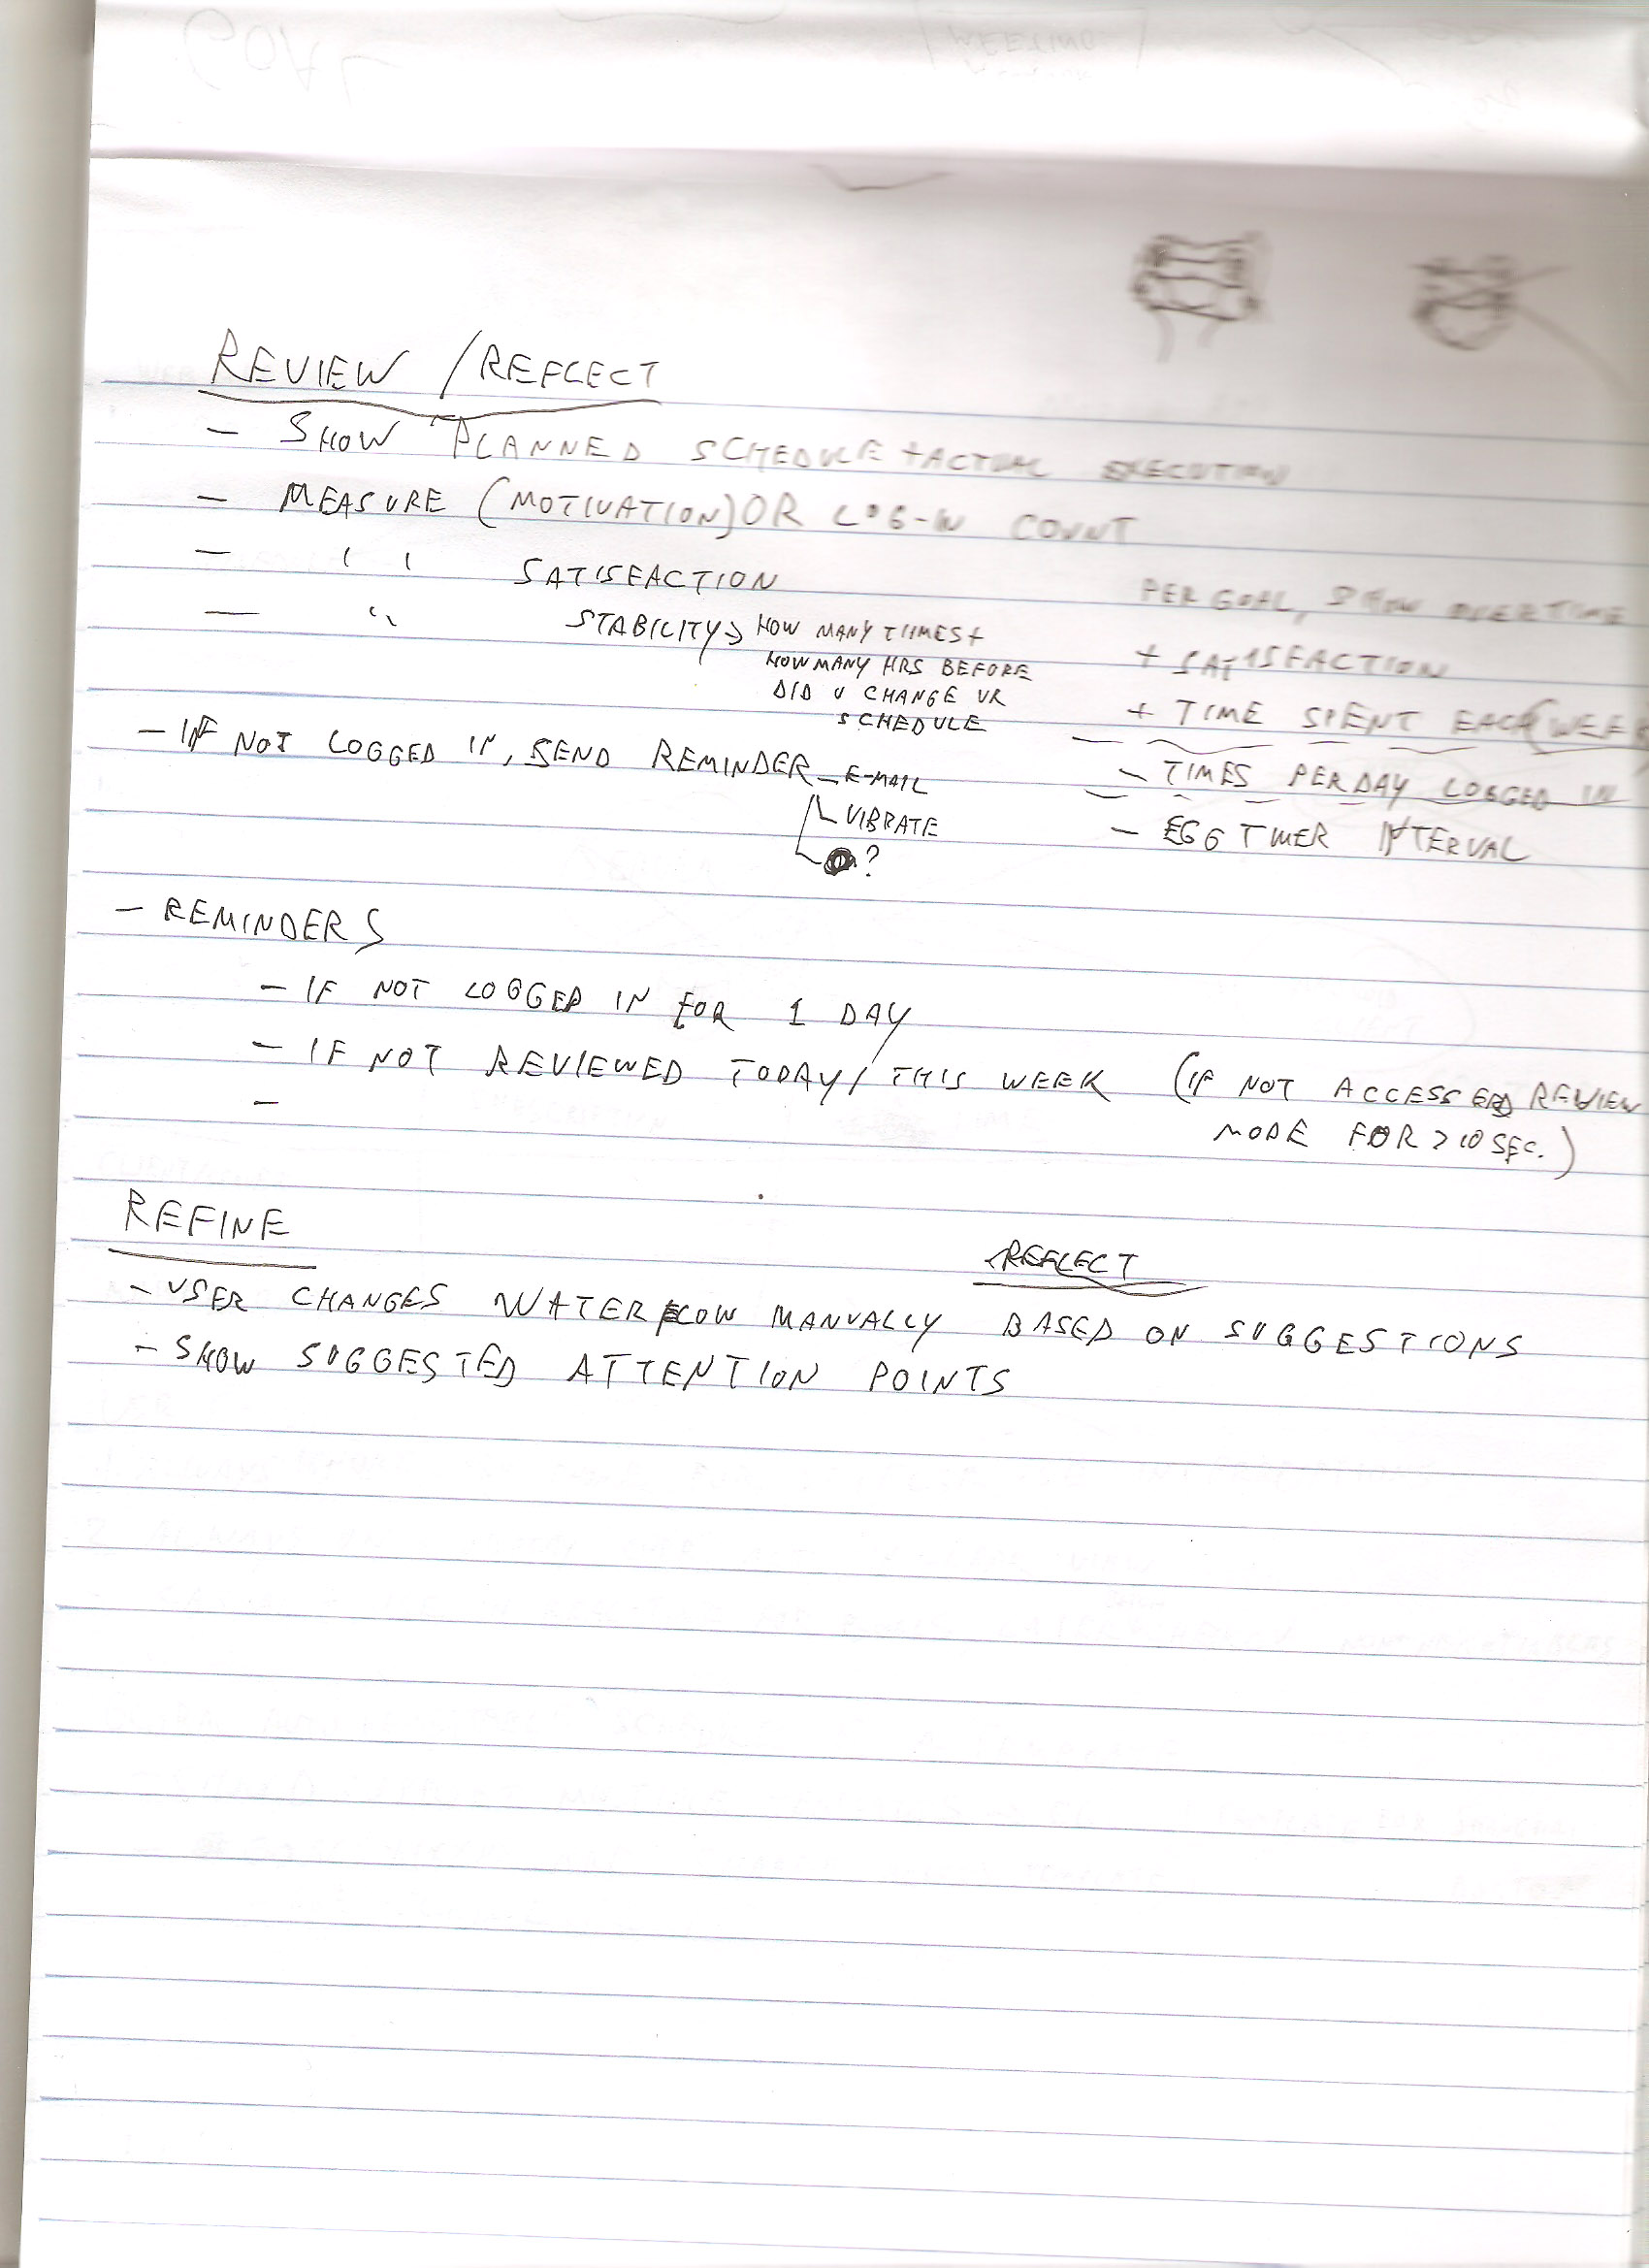 REVIEW / REFLECT
- SHOW PLANNED SCHEDULE + ACTUAL EXECUTION
- MEASURE (MOTIVATION) OR LOG-IN COUNT
- " SATISFACTION
- " STABILITY → HOW MANY TIMES +
HOW MANY HRS BEFORE
DID U CHANGE UR
SCHEDULE
PER GOAL, SHOW OVER TIME
+ SATISFACTION
+ TIME SPENT EACH (WEEK)
- TIMES PER DAY LOGGED IN
- EGG TIMER INTERVAL
- IF NOT LOGGED IN, SEND REMINDER - E-MAIL
VIBRATE
?
- REMINDERS
- IF NOT LOGGED IN FOR 1 DAY
- IF NOT REVIEWED TODAY / THIS WEEK (IF NOT ACCESSED REVIEW
MODE FOR > 10 SEC.)
-
REFINE
REFLECT
- USER CHANGES WATERFLOW MANUALLY BASED ON SUGGESTIONS
- SHOW SUGGESTED ATTENTION POINTS